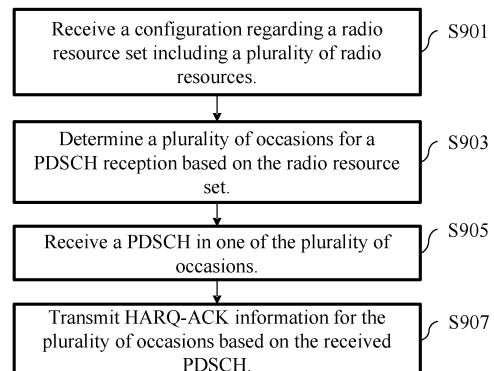 Receive a configuration regarding a radio
resource set including a plurality of radio
resources.
S901
Determine a plurality of occasions for a
PDSCH reception based on the radio resource
set.
S903
Receive a PDSCH in one of the plurality of
occasions.
S905
Transmit HARQ-ACK information for the
plurality of occasions based on the received
PDSCH.
S907